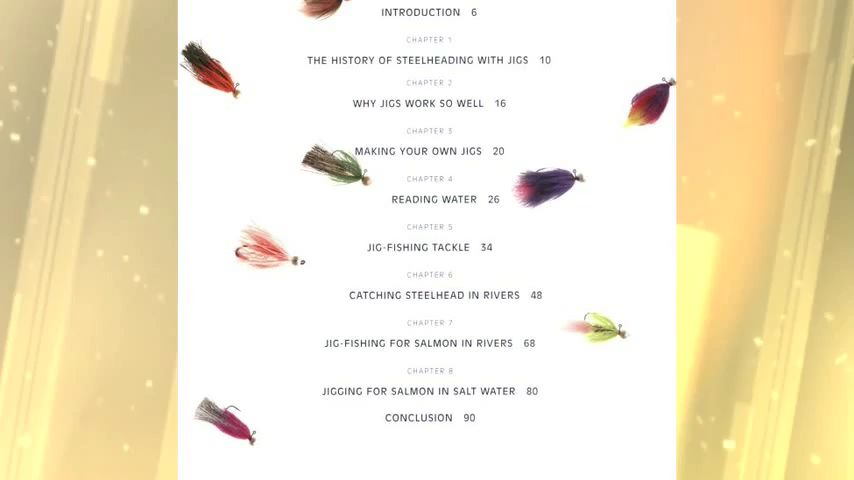 INTRODUCTION 6
CHAPTER 1
THE HISTORY OF STEELHEADING WITH JIGS 10
CHAPTER 2
WHY JIGS WORK SO WELL 16
CHAPTER 3
MAKING YOUR OWN JIGS 20
CHAPTER 4
READING WATER 26
CHAPTER 5
JIG-FISHING TACKLE 34
CHAPTER 6
CATCHING STEELHEAD IN RIVERS 48
CHAPTER 7
JIG-FISHING FOR SALMON IN RIVERS 68
CHAPTER 8
JIGGING FOR SALMON IN SALT WATER 80
CONCLUSION 90